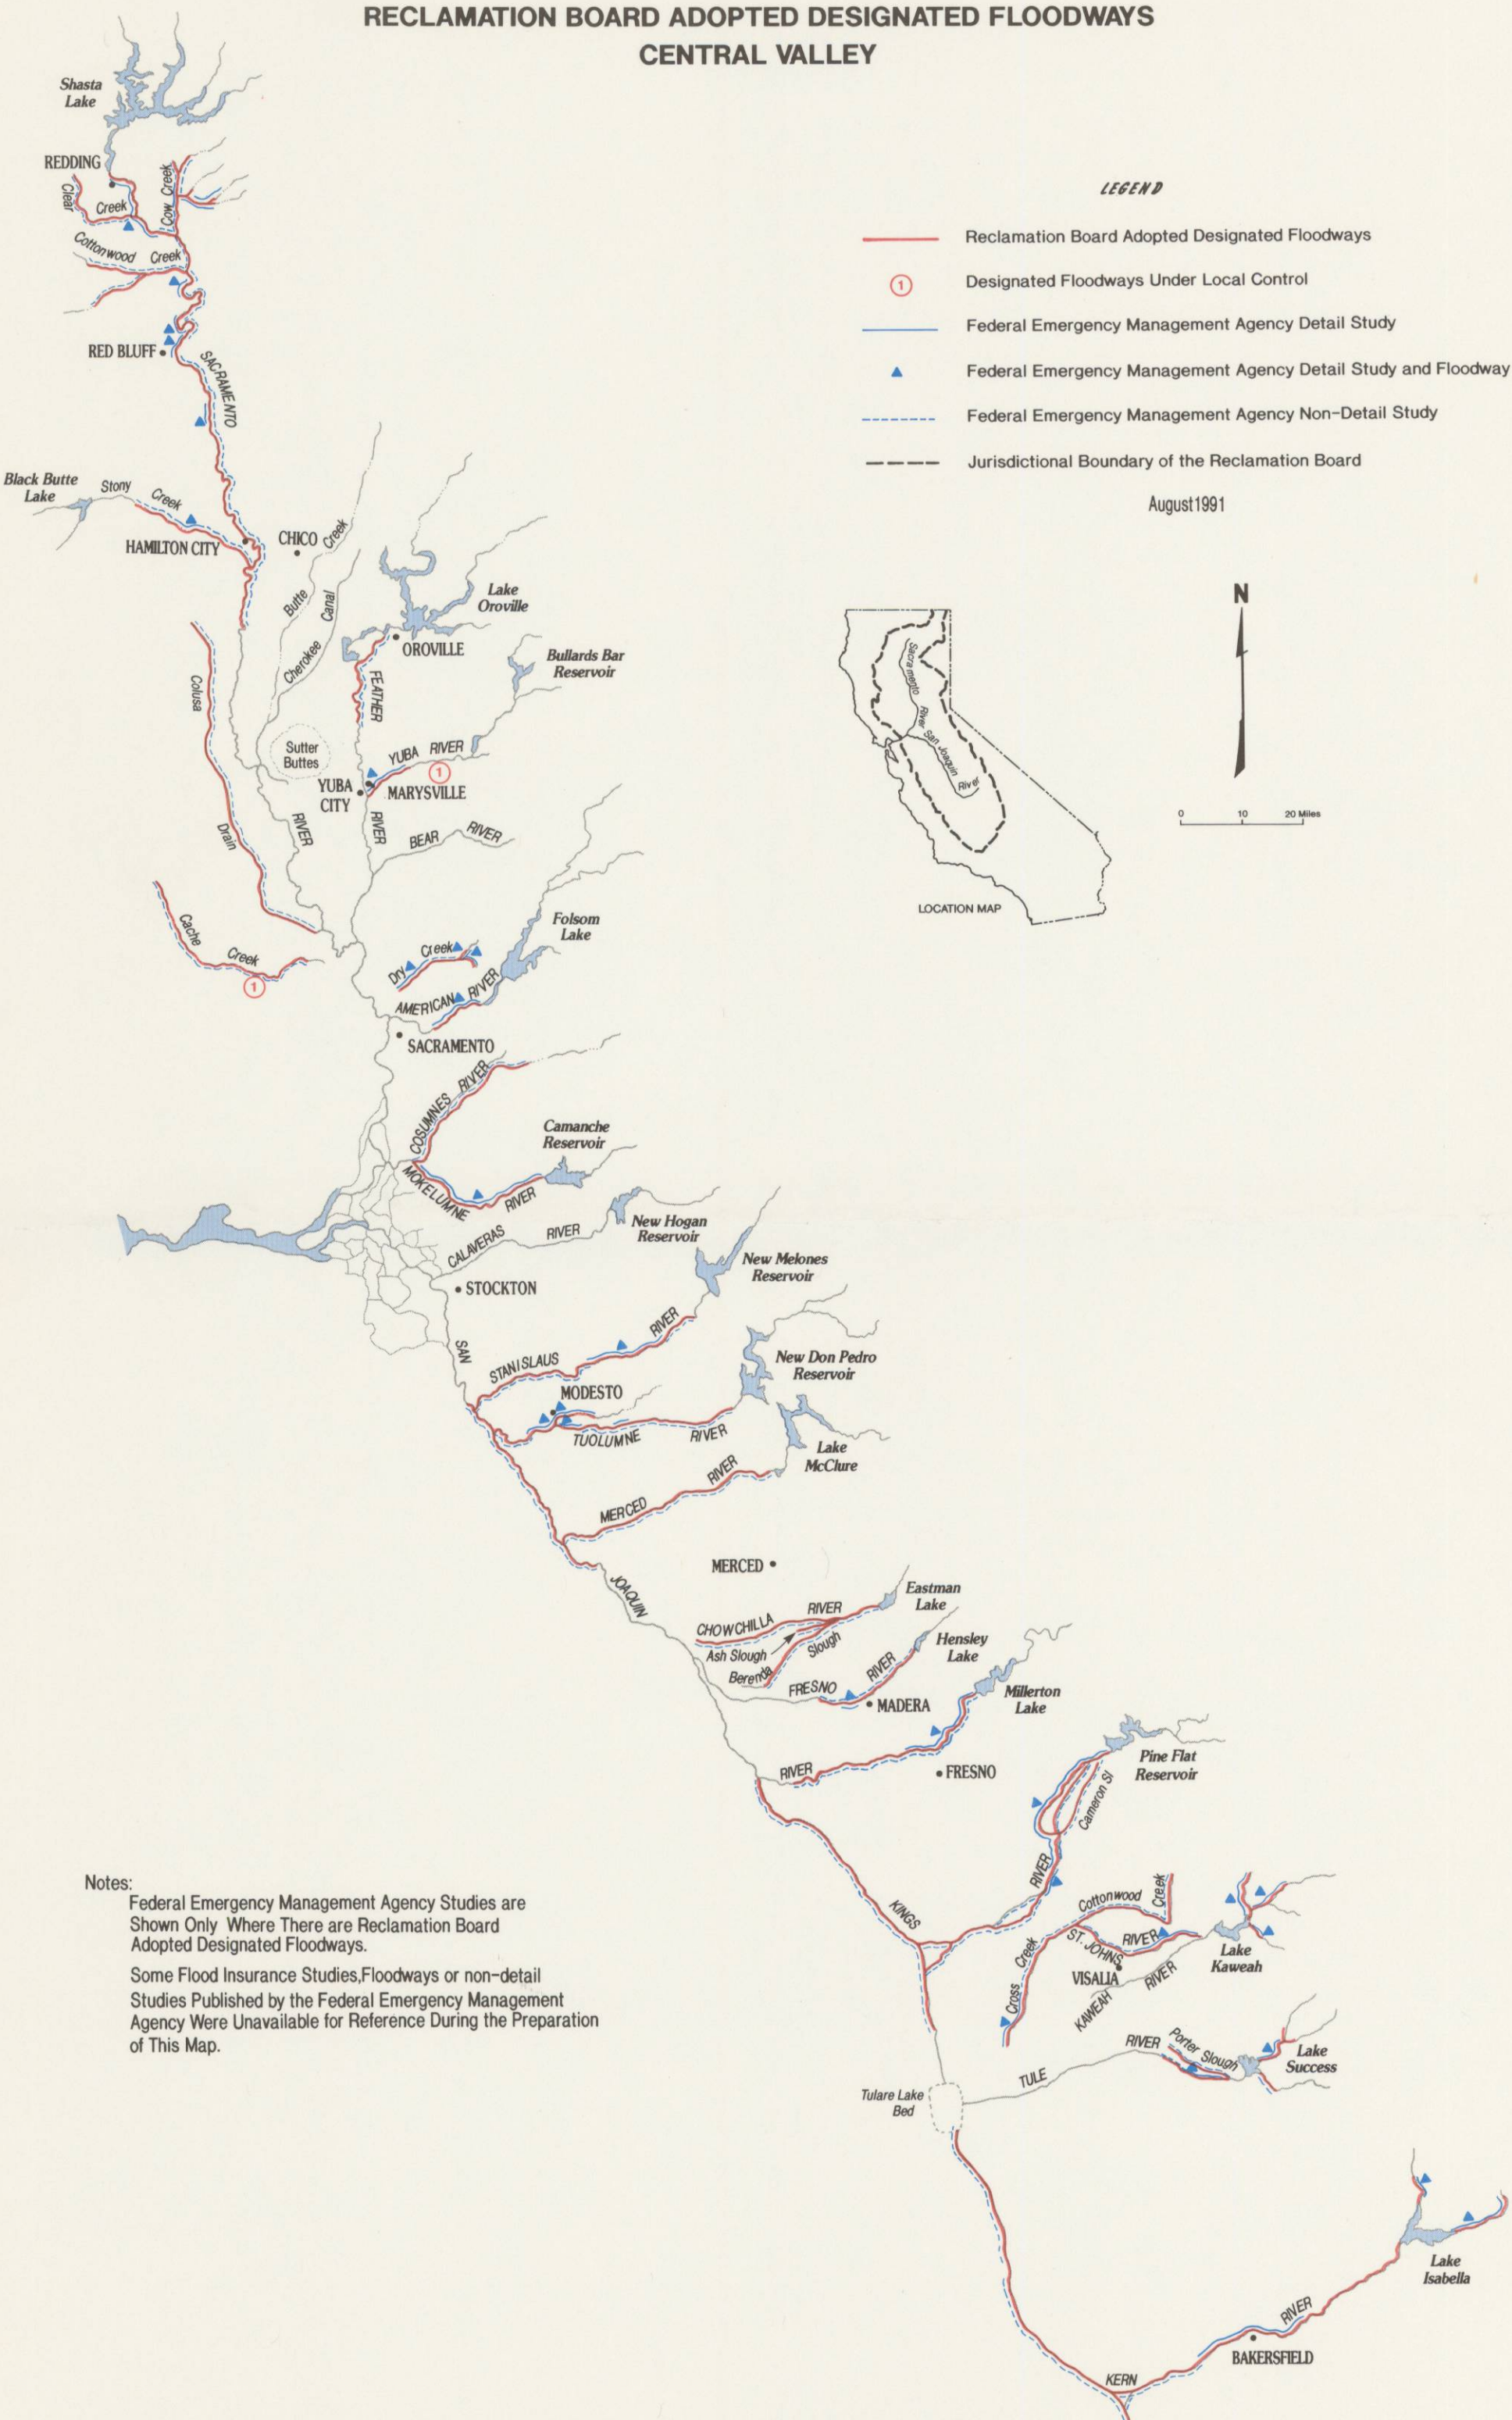 RECLAMATION BOARD ADOPTED DESIGNATED FLOODWAYS
CENTRAL VALLEY
LEGEND
Reclamation Board Adopted Designated Floodways
1
Designated Floodways Under Local Control
Federal Emergency Management Agency Detail Study
Federal Emergency Management Agency Detail Study and Floodway
Federal Emergency Management Agency Non-Detail Study
Jurisdictional Boundary of the Reclamation Board
August1991
Sacramento
River
San Joaquin
River
LOCATION MAP
N
0 10 20 Miles
Shasta
Lake
REDDING
Clear
Creek
Cow Creek
Cottonwood Creek
RED BLUFF
SACRAMENTO
Black Butte
Lake
Stony Creek
HAMILTON CITY
CHICO
Butte Creek
Cherokee Canal
Lake
Oroville
OROVILLE
FEATHER
Bullards Bar
Reservoir
Colusa
Drain
Sutter
Buttes
YUBA RIVER
1
YUBA
CITY
MARYSVILLE
RIVER
RIVER
BEAR RIVER
Cache Creek
1
Folsom
Lake
Dry Creek
AMERICAN RIVER
SACRAMENTO
COSUMNES RIVER
Camanche
Reservoir
MOKELUMNE RIVER
New Hogan
Reservoir
CALAVERAS RIVER
STOCKTON
New Melones
Reservoir
SAN
STANISLAUS RIVER
MODESTO
New Don Pedro
Reservoir
TUOLUMNE RIVER
Lake
McClure
MERCED RIVER
MERCED
JOAQUIN
Eastman
Lake
CHOWCHILLA RIVER
Ash Slough
Berenda Slough
Hensley
Lake
FRESNO RIVER
MADERA
Millerton
Lake
RIVER
FRESNO
Pine Flat
Reservoir
Cameron Sl
RIVER
KINGS
Cottonwood Creek
ST. JOHNS RIVER
Cross Creek
VISALIA
KAWEAH RIVER
Lake
Kaweah
RIVER
Porter Slough
Lake
Success
TULE
Tulare Lake
Bed
Lake
Isabella
RIVER
BAKERSFIELD
KERN
Notes:
Federal Emergency Management Agency Studies are
Shown Only Where There are Reclamation Board
Adopted Designated Floodways.
Some Flood Insurance Studies,Floodways or non-detail
Studies Published by the Federal Emergency Management
Agency Were Unavailable for Reference During the Preparation
of This Map.